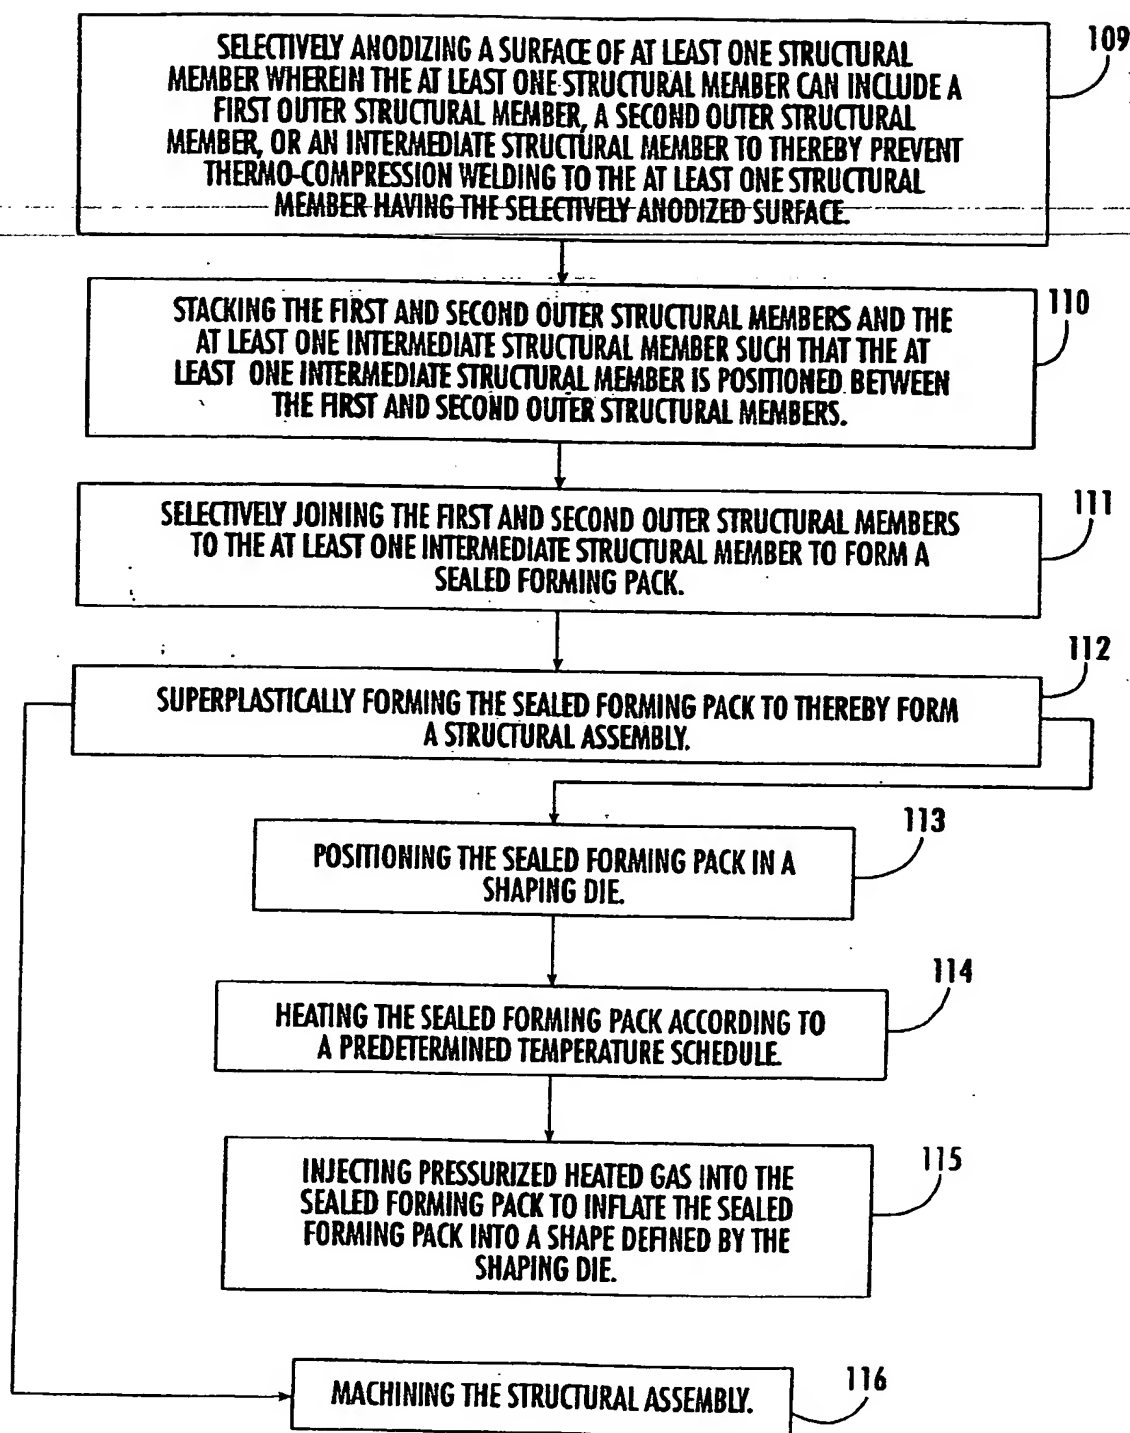 SELECTIVELY ANODIZING A SURFACE OF AT LEAST ONE STRUCTURAL
MEMBER WHEREIN THE AT LEAST ONE STRUCTURAL MEMBER CAN INCLUDE A
FIRST OUTER STRUCTURAL MEMBER, A SECOND OUTER STRUCTURAL
MEMBER, OR AN INTERMEDIATE STRUCTURAL MEMBER TO THEREBY PREVENT
THERMO-COMPRESSION WELDING TO THE AT LEAST ONE STRUCTURAL
MEMBER HAVING THE SELECTIVELY ANODIZED SURFACE.
109
STACKING THE FIRST AND SECOND OUTER STRUCTURAL MEMBERS AND THE
AT LEAST ONE INTERMEDIATE STRUCTURAL MEMBER SUCH THAT THE AT
LEAST ONE INTERMEDIATE STRUCTURAL MEMBER IS POSITIONED BETWEEN
THE FIRST AND SECOND OUTER STRUCTURAL MEMBERS.
110
SELECTIVELY JOINING THE FIRST AND SECOND OUTER STRUCTURAL MEMBERS
TO THE AT LEAST ONE INTERMEDIATE STRUCTURAL MEMBER TO FORM A
SEALED FORMING PACK.
111
SUPERPLASTICALLY FORMING THE SEALED FORMING PACK TO THEREBY FORM
A STRUCTURAL ASSEMBLY.
112
POSITIONING THE SEALED FORMING PACK IN A
SHAPING DIE.
113
HEATING THE SEALED FORMING PACK ACCORDING TO
A PREDETERMINED TEMPERATURE SCHEDULE.
114
INJECTING PRESSURIZED HEATED GAS INTO THE
SEALED FORMING PACK TO INFLATE THE SEALED
FORMING PACK INTO A SHAPE DEFINED BY THE
SHAPING DIE.
115
MACHINING THE STRUCTURAL ASSEMBLY.
116